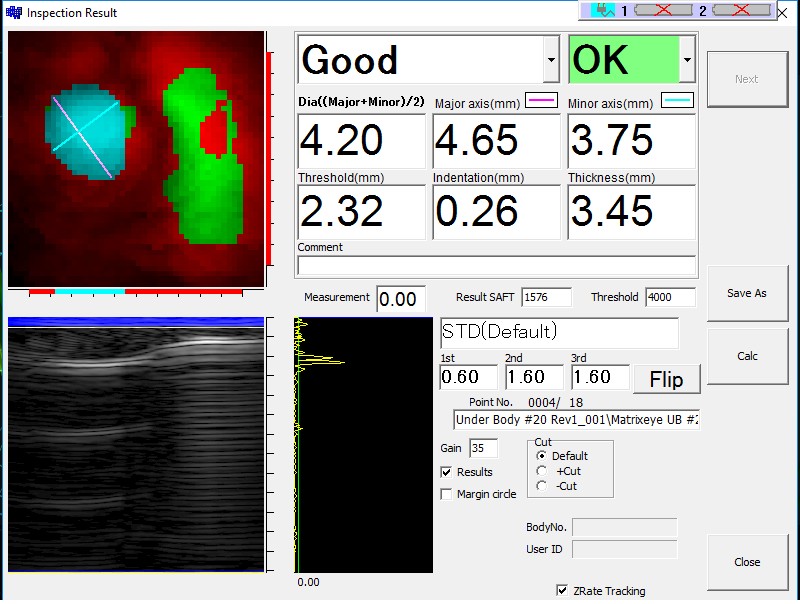 Inspection Result
1 2
Good OK
Next
Dia((Major+Minor)/2) Major axis(mm) Minor axis(mm)
4.20 4.65 3.75
Threshold(mm) Indentation(mm) Thickness(mm)
2.32 0.26 3.45
Comment
Measurement 0.00 Result SAFT 1576 Threshold 4000
Save As
STD(Default)
1st 2nd 3rd
0.60 1.60 1.60 Flip
Calc
Point No. 0004/ 18
Under Body #20 Rev1_001\Matrixeye UB #2
Gain 35
Cut
Default
Results
+Cut
-Cut
Margin circle
BodyNo.
User ID
Close
0.00
ZRate Tracking